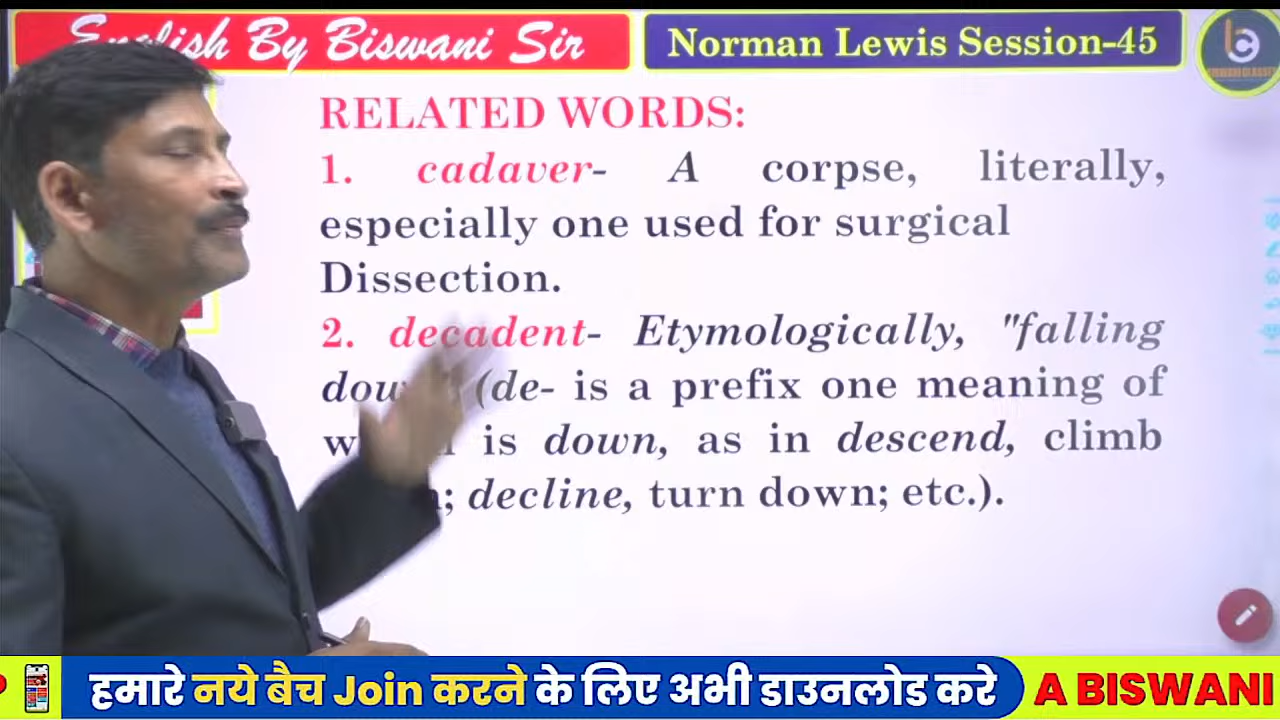 English By Biswani Sir
Norman Lewis Session-45
RELATED WORDS:
1. cadaver- A corpse, literally,
especially one used for surgical
Dissection.
2. decadent- Etymologically, "falling
(de- is a prefix one meaning of
is down, as in descend, climb
decline, turn down; etc.).
हमारे नये बैच Join करने के लिए अभी डाउनलोड करे
A BISWANI